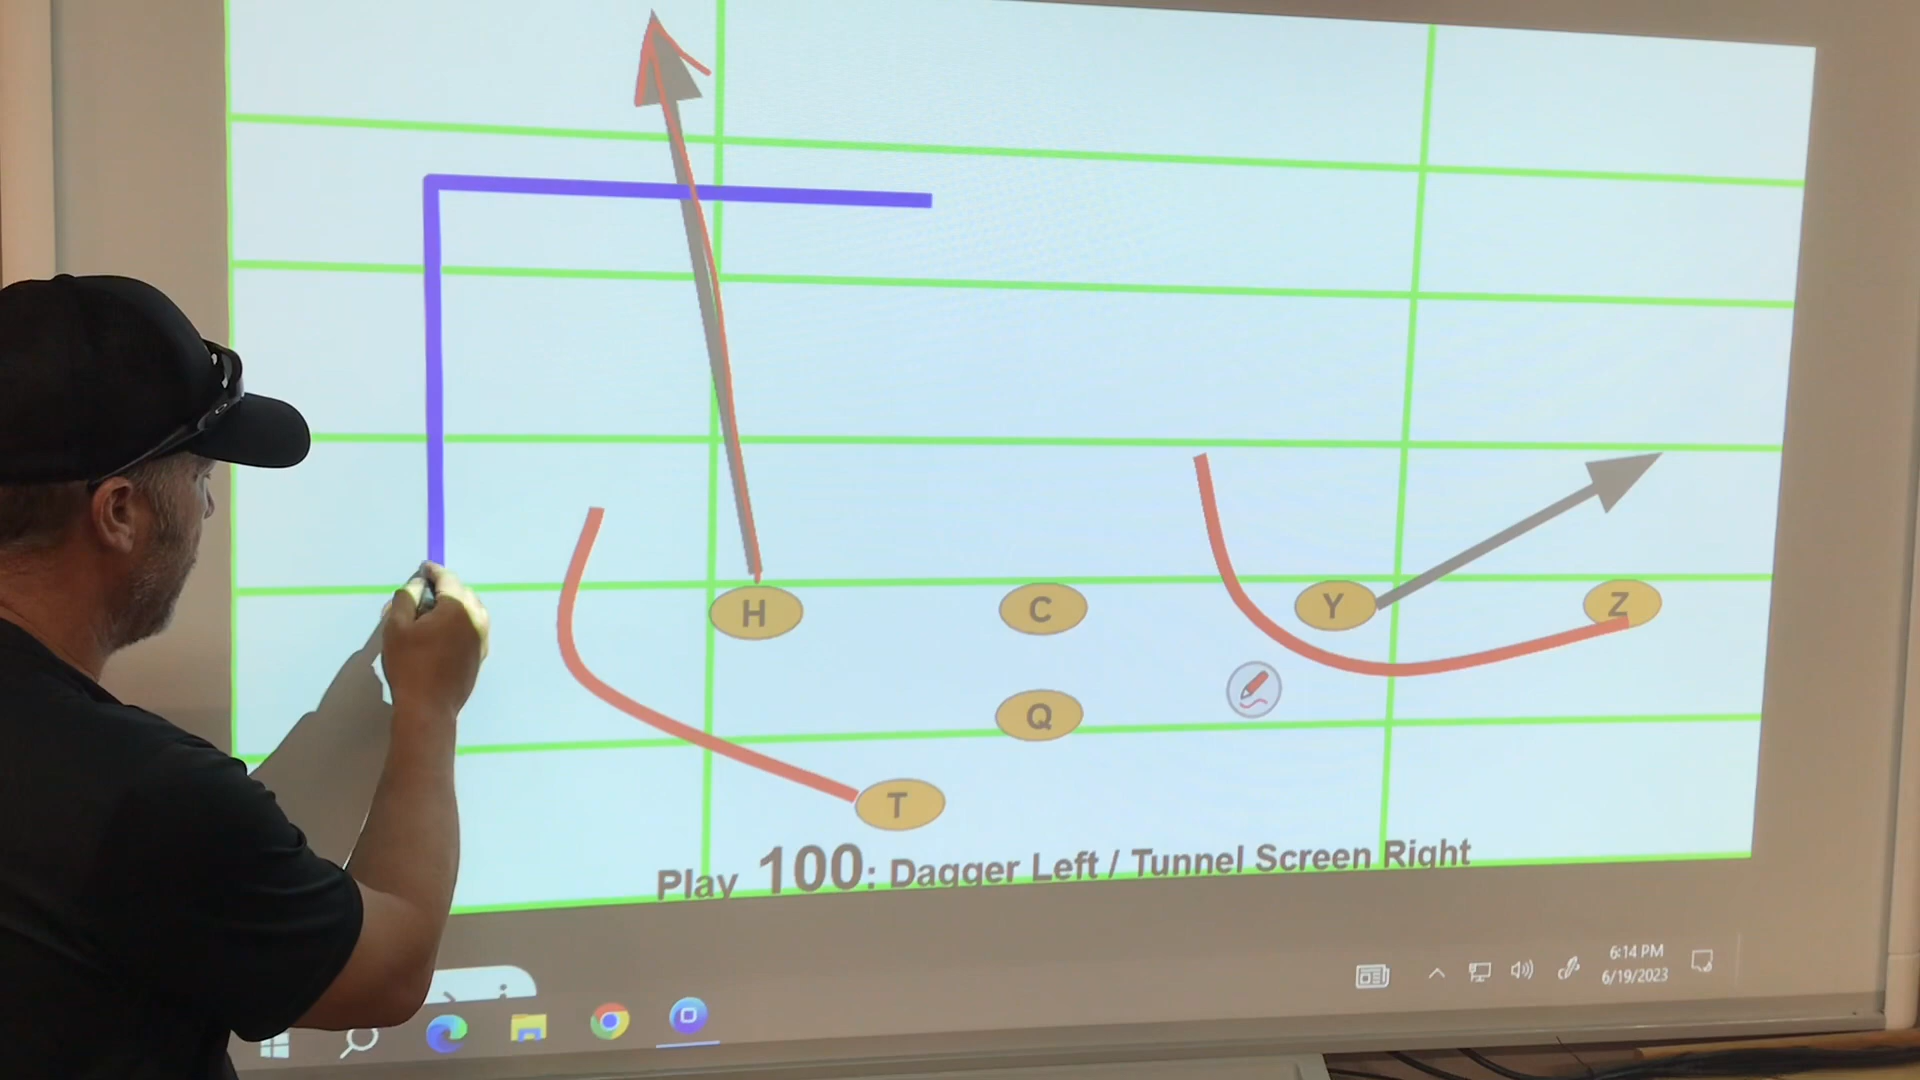 H
C
Y
Z
Q
T
Play 100: Dagger Left / Tunnel Screen Right
6:14 PM
6/19/2023